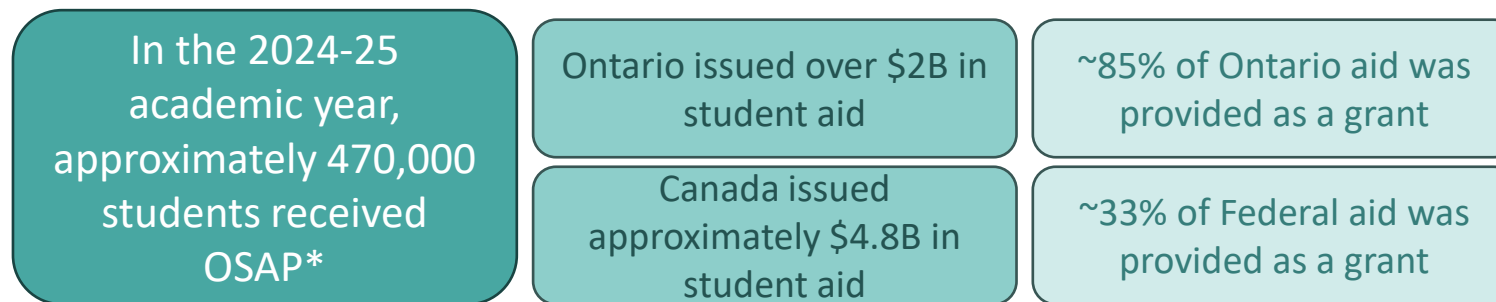 In the 2024-25
academic year,
approximately 470,000
students received
OSAP*
Ontario issued over $2B in
student aid
~85% of Ontario aid was
provided as a grant
Canada issued
approximately $4.8B in
student aid
~33% of Federal aid was
provided as a grant